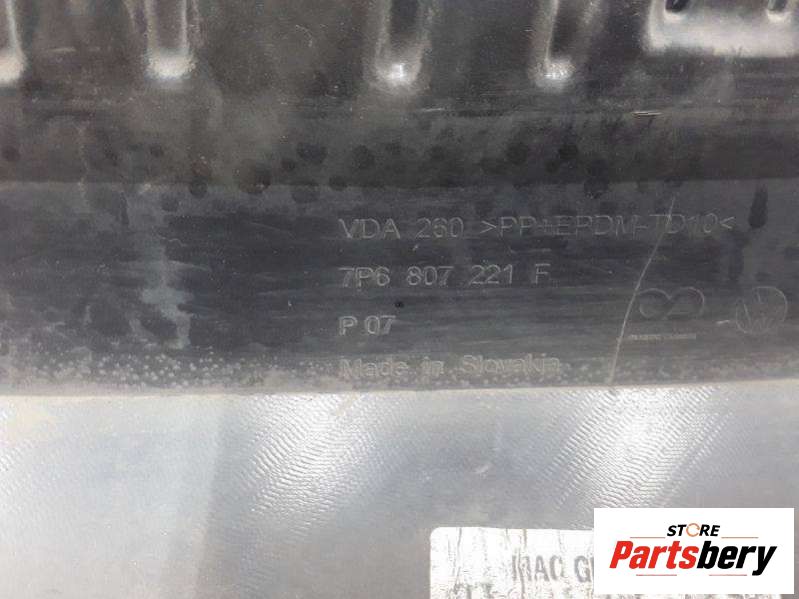 VDA 260 >PP+EPDM-TD10<
7P6 807 221 F
P 07
Made in Slovakia
STORE
Partsbery